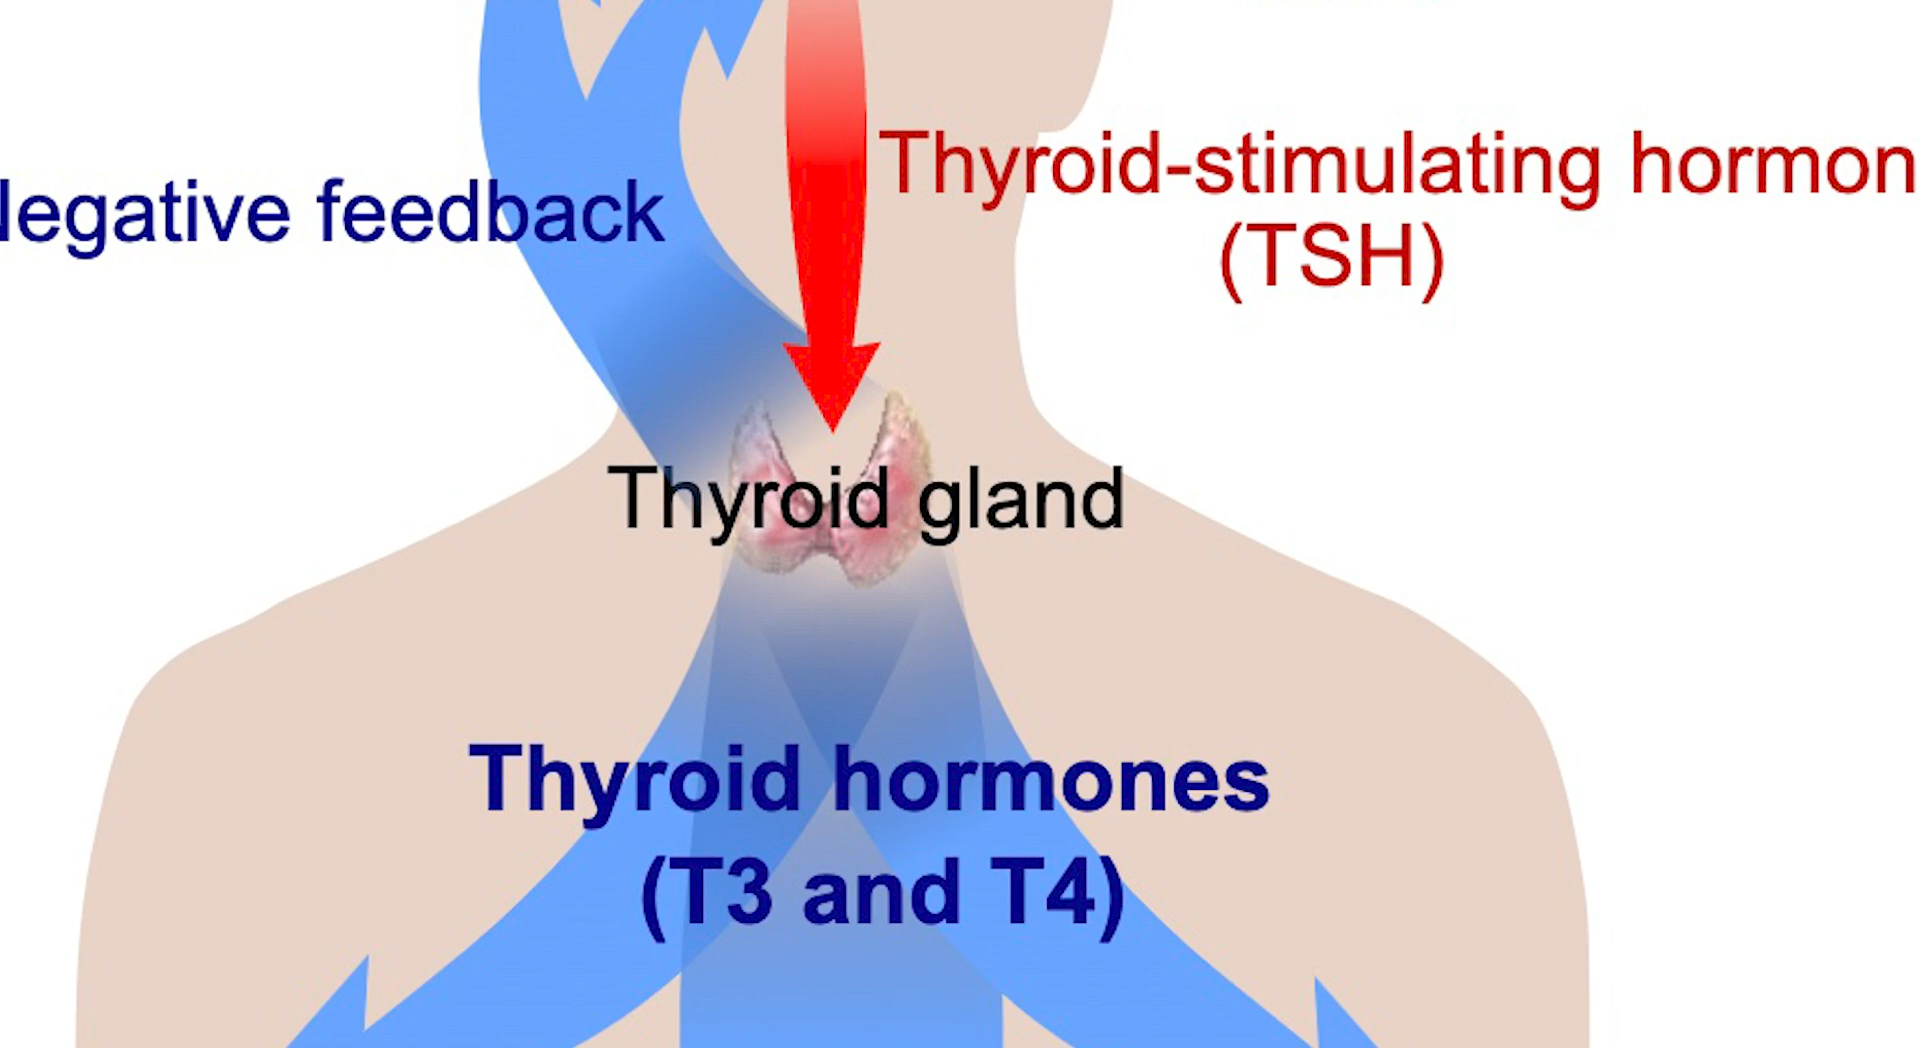 Thyroid-stimulating hormon
legative feedback
(TSH)
Thyroid gland
Thyroid hormones
(T3 and T4)